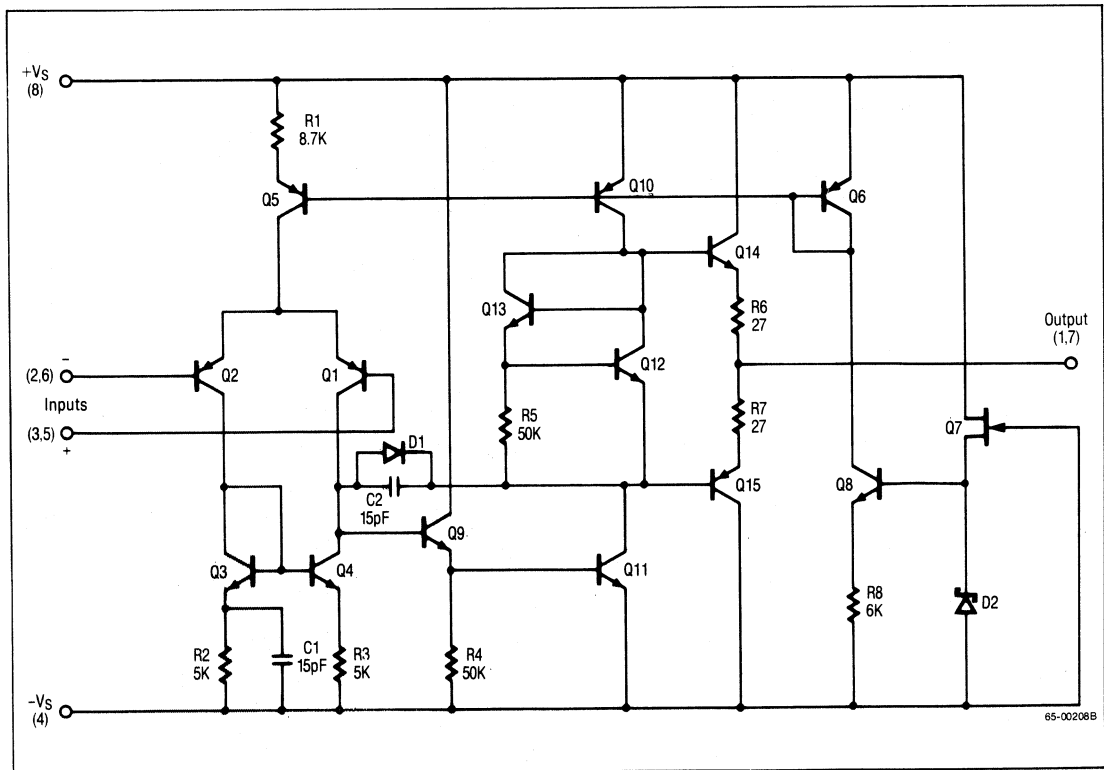 +VS
(8)
R1
8.7K
Q5
Q10
Q6
Q14
Q13
R6
27
Output
(1,7)
Q12
−
(2,6)
Q2
Q1
Inputs
(3,5)
+
R5
50K
R7
27
Q7
D1
C2
15pF
Q15
Q8
Q9
Q3
Q4
Q11
R8
6K
D2
R2
5K
C1
15pF
R3
5K
R4
50K
−VS
(4)
65-00208B